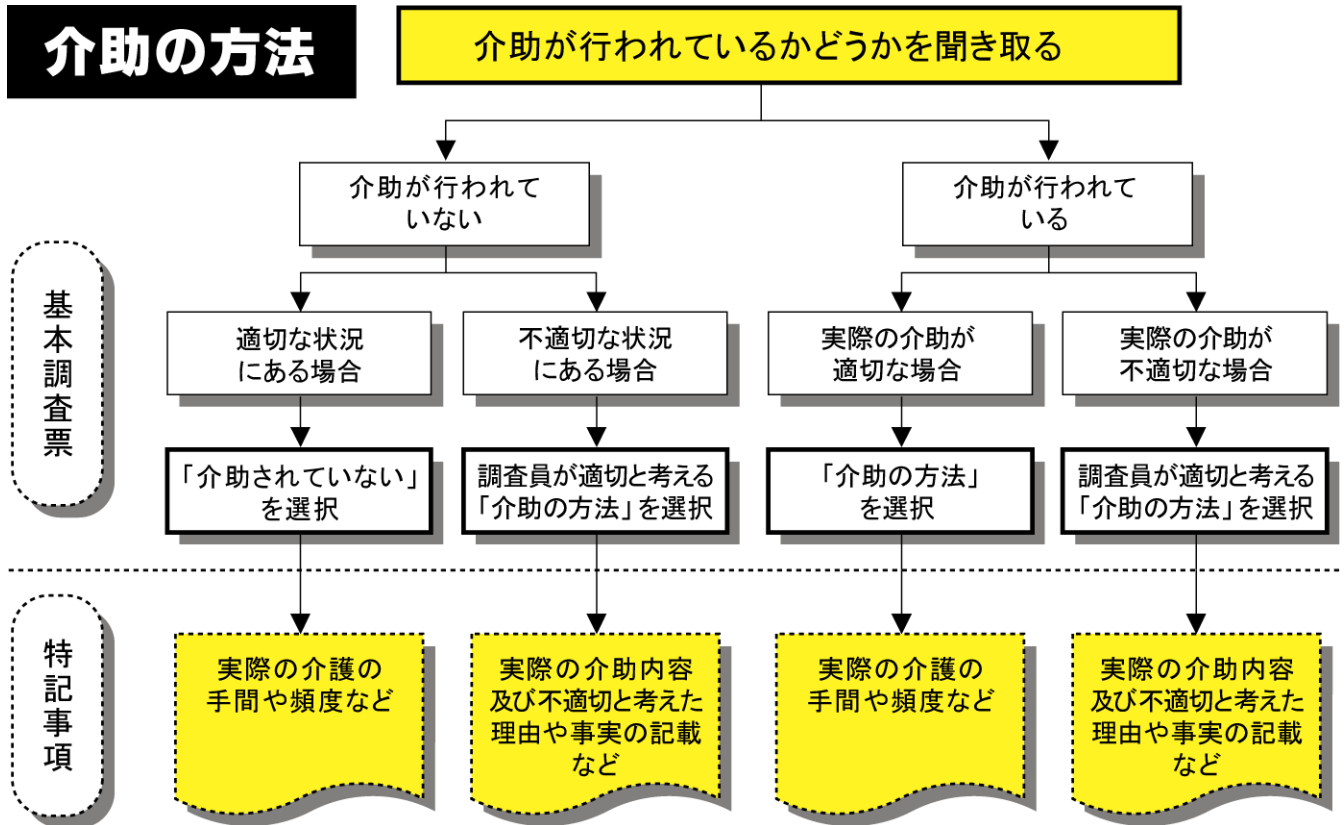 介助の方法
介助が行われているかどうかを聞き取る
介助が行われて
いない
介助が行われて
いる
基本調査票
適切な状況
にある場合
不適切な状況
にある場合
実際の介助が
適切な場合
実際の介助が
不適切な場合
「介助されていない」
を選択
調査員が適切と考える
「介助の方法」を選択
「介助の方法」
を選択
調査員が適切と考える
「介助の方法」を選択
特記事項
実際の介護の
手間や頻度など
実際の介助内容
及び不適切と考えた
理由や事実の記載
など
実際の介護の
手間や頻度など
実際の介助内容
及び不適切と考えた
理由や事実の記載
など